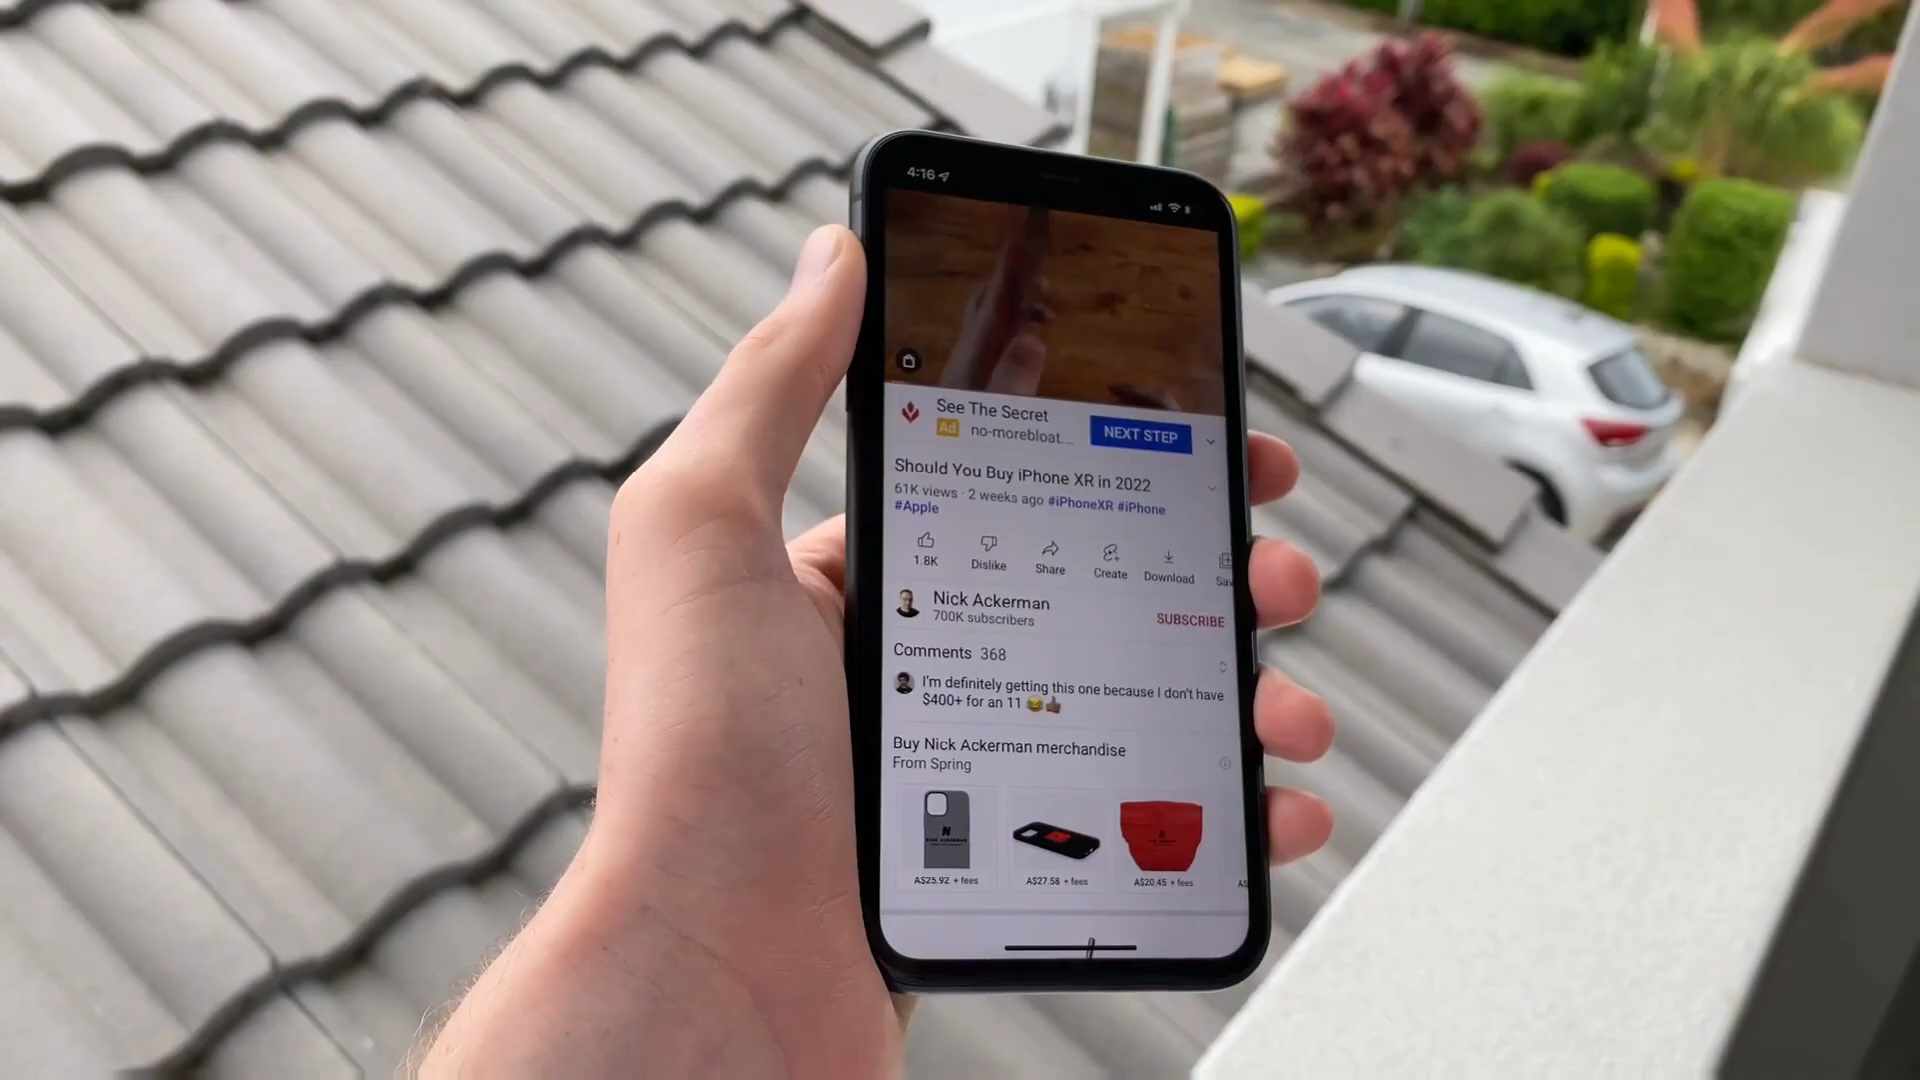 4:16
See The Secret
Ad no-morebloat....
NEXT STEP
Should You Buy iPhone XR in 2022
61K views · 2 weeks ago #iPhoneXR #iPhone
#Apple
1.8K Dislike Share Create Download Sav
Nick Ackerman
700K subscribers
SUBSCRIBE
Comments 368
I'm definitely getting this one because I don't have
$400+ for an 11 😂👍
Buy Nick Ackerman merchandise
From Spring
N
NICK ACKERMAN
A$25.92 + fees A$27.58 + fees A$20.45 + fees A$